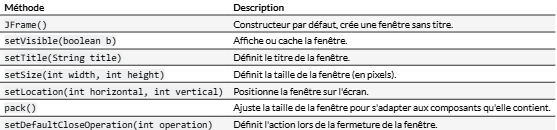 Méthode Description
JFrame() Constructeur par défaut, crée une fenêtre sans titre.
setVisible(boolean b) Affiche ou cache la fenêtre.
setTitle(String title) Définit le titre de la fenêtre.
setSize(int width, int height) Définit la taille de la fenêtre (en pixels).
setLocation(int horizontal, int vertical) Positionne la fenêtre sur l'écran.
pack() Ajuste la taille de la fenêtre pour s'adapter aux composants qu'elle contient.
setDefaultCloseOperation(int operation) Définit l'action lors de la fermeture de la fenêtre.